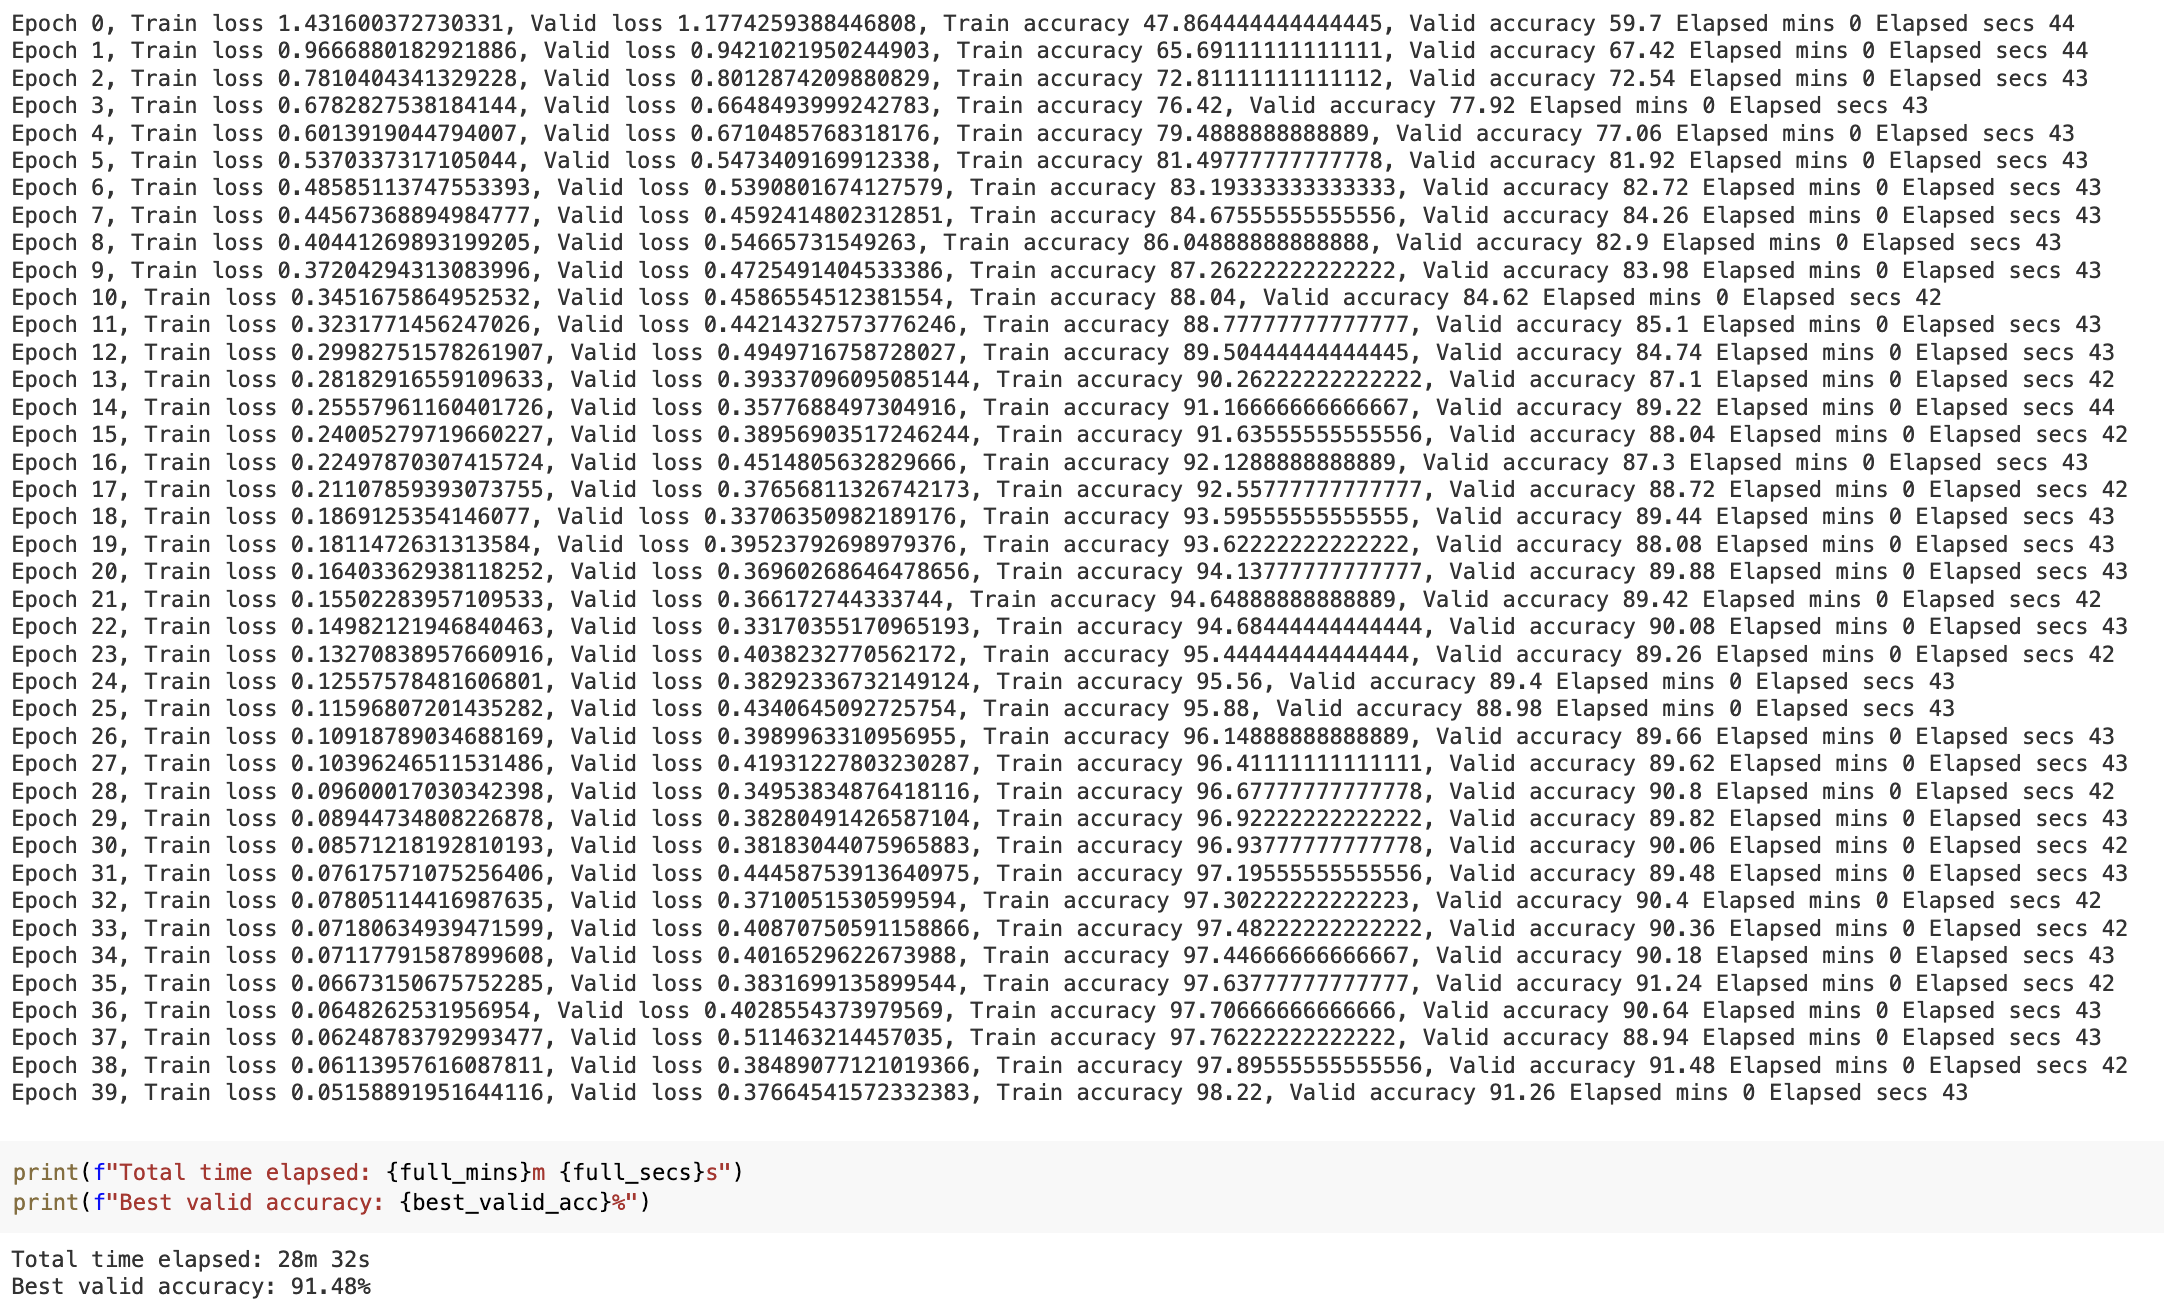 Epoch 0, Train loss 1.431600372730331, Valid loss 1.1774259388446808, Train accuracy 47.864444444444445, Valid accuracy 59.7 Elapsed mins 0 Elapsed secs 44
Epoch 1, Train loss 0.9666880182921886, Valid loss 0.9421021950244903, Train accuracy 65.69111111111111, Valid accuracy 67.42 Elapsed mins 0 Elapsed secs 44
Epoch 2, Train loss 0.7810404341329228, Valid loss 0.8012874209880829, Train accuracy 72.81111111111112, Valid accuracy 72.54 Elapsed mins 0 Elapsed secs 43
Epoch 3, Train loss 0.6782827538184144, Valid loss 0.6648493999242783, Train accuracy 76.42, Valid accuracy 77.92 Elapsed mins 0 Elapsed secs 43
Epoch 4, Train loss 0.6013919044794007, Valid loss 0.6710485768318176, Train accuracy 79.4888888888889, Valid accuracy 77.06 Elapsed mins 0 Elapsed secs 43
Epoch 5, Train loss 0.5370337317105044, Valid loss 0.5473409169912338, Train accuracy 81.49777777777778, Valid accuracy 81.92 Elapsed mins 0 Elapsed secs 43
Epoch 6, Train loss 0.48585113747553393, Valid loss 0.5390801674127579, Train accuracy 83.19333333333333, Valid accuracy 82.72 Elapsed mins 0 Elapsed secs 43
Epoch 7, Train loss 0.44567368894984777, Valid loss 0.4592414802312851, Train accuracy 84.67555555555556, Valid accuracy 84.26 Elapsed mins 0 Elapsed secs 43
Epoch 8, Train loss 0.40441269893199205, Valid loss 0.54665731549263, Train accuracy 86.04888888888888, Valid accuracy 82.9 Elapsed mins 0 Elapsed secs 43
Epoch 9, Train loss 0.37204294313083996, Valid loss 0.4725491404533386, Train accuracy 87.26222222222222, Valid accuracy 83.98 Elapsed mins 0 Elapsed secs 43
Epoch 10, Train loss 0.3451675864952532, Valid loss 0.4586554512381554, Train accuracy 88.04, Valid accuracy 84.62 Elapsed mins 0 Elapsed secs 42
Epoch 11, Train loss 0.3231771456247026, Valid loss 0.44214327573776246, Train accuracy 88.77777777777777, Valid accuracy 85.1 Elapsed mins 0 Elapsed secs 43
Epoch 12, Train loss 0.29982751578261907, Valid loss 0.4949716758728027, Train accuracy 89.50444444444445, Valid accuracy 84.74 Elapsed mins 0 Elapsed secs 43
Epoch 13, Train loss 0.28182916559109633, Valid loss 0.39337096095085144, Train accuracy 90.26222222222222, Valid accuracy 87.1 Elapsed mins 0 Elapsed secs 42
Epoch 14, Train loss 0.25557961160401726, Valid loss 0.3577688497304916, Train accuracy 91.16666666666667, Valid accuracy 89.22 Elapsed mins 0 Elapsed secs 44
Epoch 15, Train loss 0.24005279719660227, Valid loss 0.38956903517246244, Train accuracy 91.63555555555556, Valid accuracy 88.04 Elapsed mins 0 Elapsed secs 42
Epoch 16, Train loss 0.22497870307415724, Valid loss 0.4514805632829666, Train accuracy 92.1288888888889, Valid accuracy 87.3 Elapsed mins 0 Elapsed secs 43
Epoch 17, Train loss 0.21107859393073755, Valid loss 0.37656811326742173, Train accuracy 92.55777777777777, Valid accuracy 88.72 Elapsed mins 0 Elapsed secs 42
Epoch 18, Train loss 0.1869125354146077, Valid loss 0.33706350982189176, Train accuracy 93.59555555555555, Valid accuracy 89.44 Elapsed mins 0 Elapsed secs 43
Epoch 19, Train loss 0.1811472631313584, Valid loss 0.39523792698979376, Train accuracy 93.62222222222222, Valid accuracy 88.08 Elapsed mins 0 Elapsed secs 43
Epoch 20, Train loss 0.16403362938118252, Valid loss 0.36960268646478656, Train accuracy 94.13777777777777, Valid accuracy 89.88 Elapsed mins 0 Elapsed secs 43
Epoch 21, Train loss 0.15502283957109533, Valid loss 0.366172744333744, Train accuracy 94.64888888888889, Valid accuracy 89.42 Elapsed mins 0 Elapsed secs 42
Epoch 22, Train loss 0.14982121946840463, Valid loss 0.33170355170965193, Train accuracy 94.68444444444444, Valid accuracy 90.08 Elapsed mins 0 Elapsed secs 43
Epoch 23, Train loss 0.13270838957660916, Valid loss 0.4038232770562172, Train accuracy 95.44444444444444, Valid accuracy 89.26 Elapsed mins 0 Elapsed secs 42
Epoch 24, Train loss 0.12557578481606801, Valid loss 0.38292336732149124, Train accuracy 95.56, Valid accuracy 89.4 Elapsed mins 0 Elapsed secs 43
Epoch 25, Train loss 0.11596807201435282, Valid loss 0.4340645092725754, Train accuracy 95.88, Valid accuracy 88.98 Elapsed mins 0 Elapsed secs 43
Epoch 26, Train loss 0.10918789034688169, Valid loss 0.3989963310956955, Train accuracy 96.14888888888889, Valid accuracy 89.66 Elapsed mins 0 Elapsed secs 43
Epoch 27, Train loss 0.10396246511531486, Valid loss 0.41931227803230287, Train accuracy 96.41111111111111, Valid accuracy 89.62 Elapsed mins 0 Elapsed secs 43
Epoch 28, Train loss 0.09600017030342398, Valid loss 0.34953834876418116, Train accuracy 96.67777777777778, Valid accuracy 90.8 Elapsed mins 0 Elapsed secs 42
Epoch 29, Train loss 0.08944734808226878, Valid loss 0.38280491426587104, Train accuracy 96.92222222222222, Valid accuracy 89.82 Elapsed mins 0 Elapsed secs 43
Epoch 30, Train loss 0.08571218192810193, Valid loss 0.38183044075965883, Train accuracy 96.93777777777778, Valid accuracy 90.06 Elapsed mins 0 Elapsed secs 42
Epoch 31, Train loss 0.07617571075256406, Valid loss 0.44458753913640975, Train accuracy 97.19555555555556, Valid accuracy 89.48 Elapsed mins 0 Elapsed secs 43
Epoch 32, Train loss 0.07805114416987635, Valid loss 0.3710051530599594, Train accuracy 97.30222222222223, Valid accuracy 90.4 Elapsed mins 0 Elapsed secs 42
Epoch 33, Train loss 0.07180634939471599, Valid loss 0.40870750591158866, Train accuracy 97.48222222222222, Valid accuracy 90.36 Elapsed mins 0 Elapsed secs 42
Epoch 34, Train loss 0.07117791587899608, Valid loss 0.4016529622673988, Train accuracy 97.44666666666667, Valid accuracy 90.18 Elapsed mins 0 Elapsed secs 43
Epoch 35, Train loss 0.06673150675752285, Valid loss 0.3831699135899544, Train accuracy 97.63777777777777, Valid accuracy 91.24 Elapsed mins 0 Elapsed secs 42
Epoch 36, Train loss 0.0648262531956954, Valid loss 0.4028554373979569, Train accuracy 97.70666666666666, Valid accuracy 90.64 Elapsed mins 0 Elapsed secs 43
Epoch 37, Train loss 0.06248783792993477, Valid loss 0.511463214457035, Train accuracy 97.76222222222222, Valid accuracy 88.94 Elapsed mins 0 Elapsed secs 43
Epoch 38, Train loss 0.06113957616087811, Valid loss 0.38489077121019366, Train accuracy 97.89555555555556, Valid accuracy 91.48 Elapsed mins 0 Elapsed secs 42
Epoch 39, Train loss 0.05158891951644116, Valid loss 0.37664541572332383, Train accuracy 98.22, Valid accuracy 91.26 Elapsed mins 0 Elapsed secs 43
print(f"Total time elapsed: {full_mins}m {full_secs}s")
print(f"Best valid accuracy: {best_valid_acc}%")
Total time elapsed: 28m 32s
Best valid accuracy: 91.48%